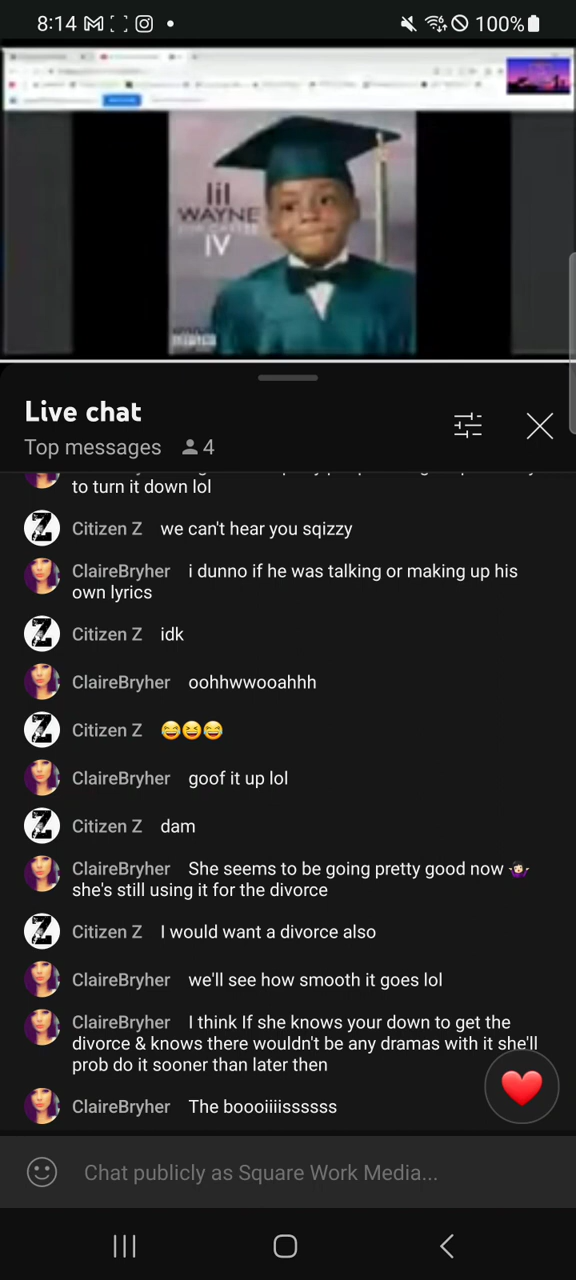 8:14
100%
lil
WAYNE
IV
Live chat
Top messages 4
to turn it down lol
Citizen Z we can't hear you sqizzy
ClaireBryher i dunno if he was talking or making up his
own lyrics
Citizen Z idk
ClaireBryher oohhwwooahhh
Citizen Z 😂😆😂
ClaireBryher goof it up lol
Citizen Z dam
ClaireBryher She seems to be going pretty good now 🤷🏻‍♀️
she's still using it for the divorce
Citizen Z I would want a divorce also
ClaireBryher we'll see how smooth it goes lol
ClaireBryher I think If she knows your down to get the
divorce & knows there wouldn't be any dramas with it she'll
prob do it sooner than later then
ClaireBryher The boooiiiissssss
Chat publicly as Square Work Media...